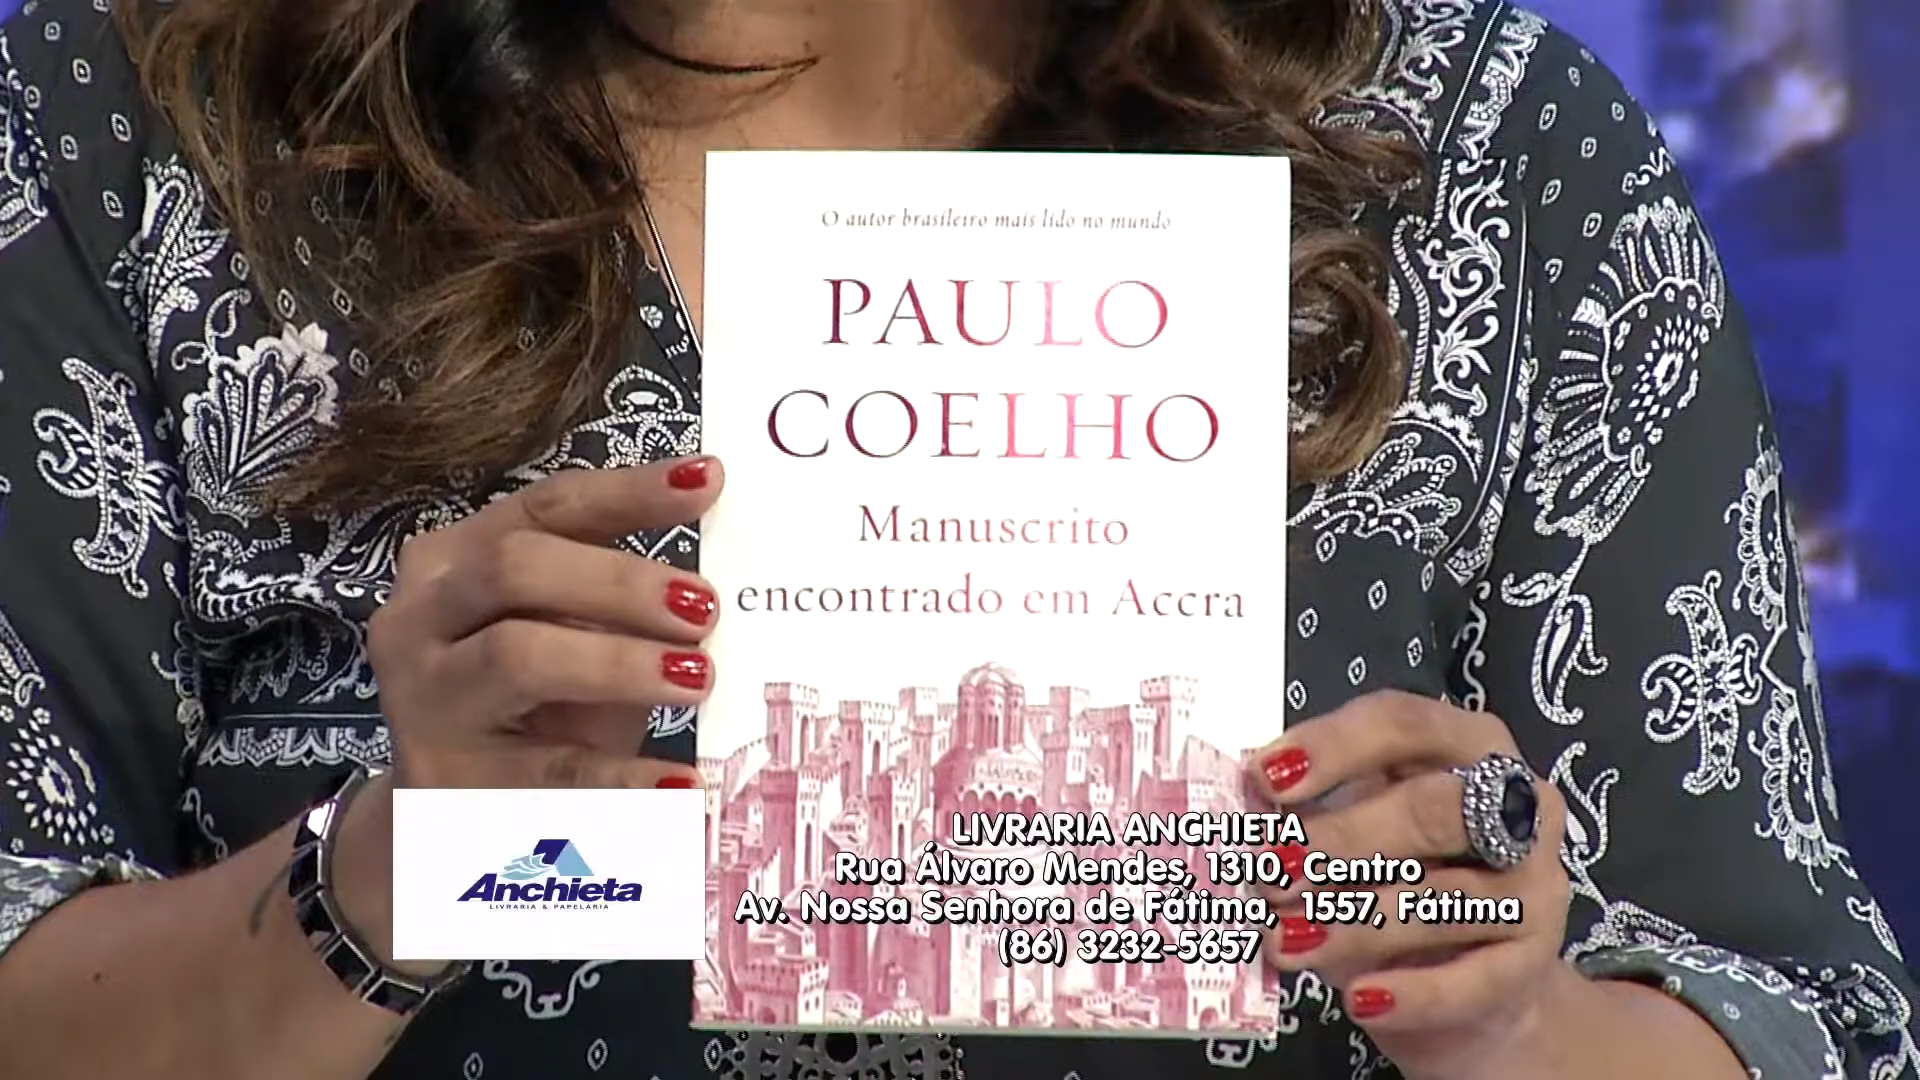 O autor brasileiro mais lido no mundo
PAULO
COELHO
Manuscrito
encontrado em Accra
Anchieta
LIVRARIA & PAPELARIA
LIVRARIA ANCHIETA
Rua Álvaro Mendes, 1310, Centro
Av. Nossa Senhora de Fátima, 1557, Fátima
(86) 3232-5657